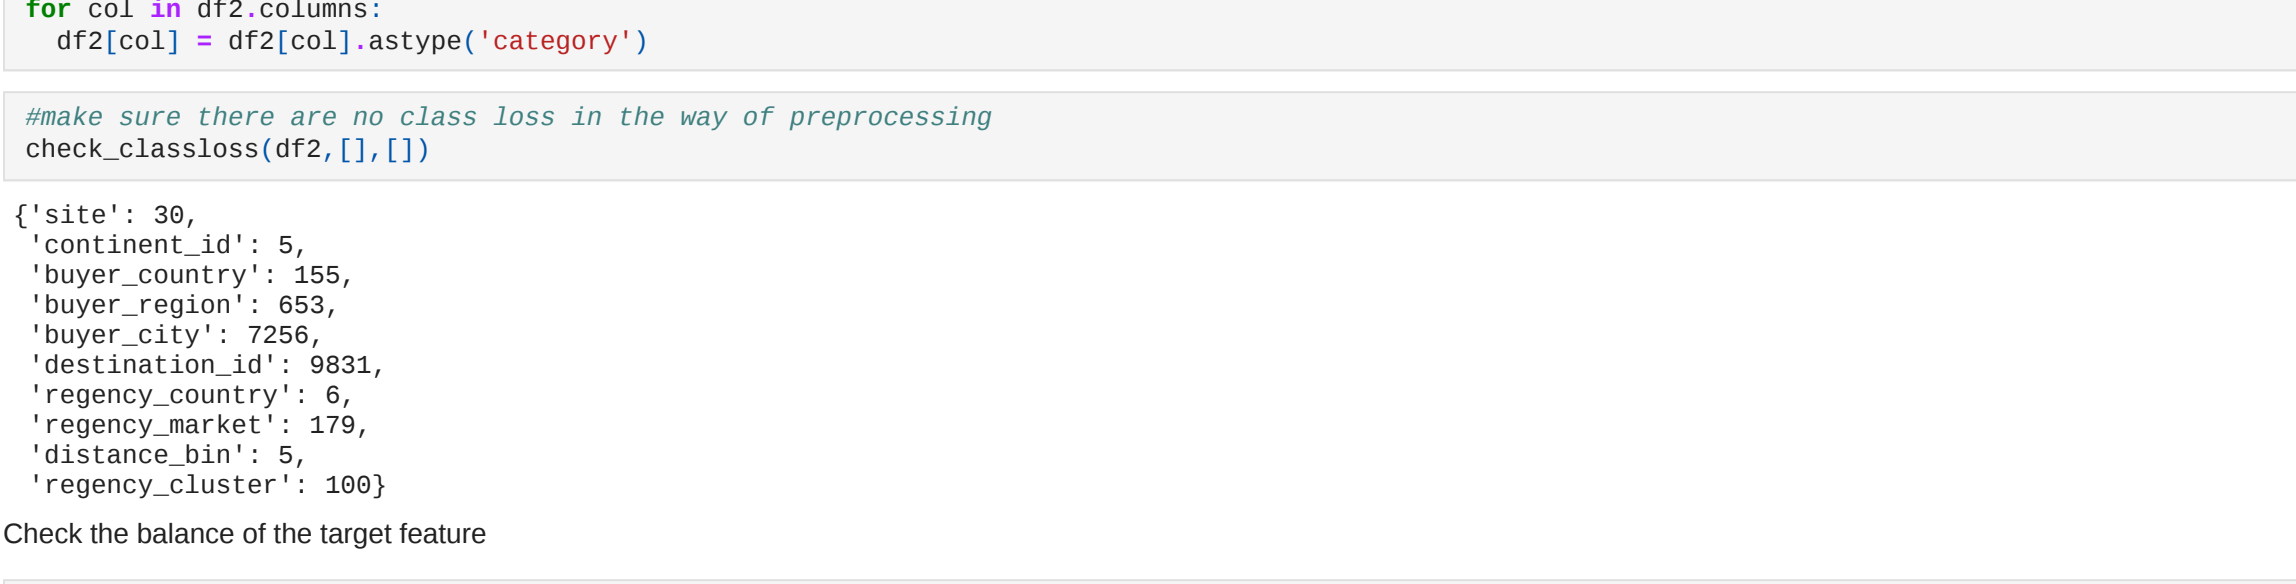 for col in df2.columns:
  df2[col] = df2[col].astype('category')
#make sure there are no class loss in the way of preprocessing
check_classloss(df2,[],[])
{'site': 30,
 'continent_id': 5,
 'buyer_country': 155,
 'buyer_region': 653,
 'buyer_city': 7256,
 'destination_id': 9831,
 'regency_country': 6,
 'regency_market': 179,
 'distance_bin': 5,
 'regency_cluster': 100}
Check the balance of the target feature